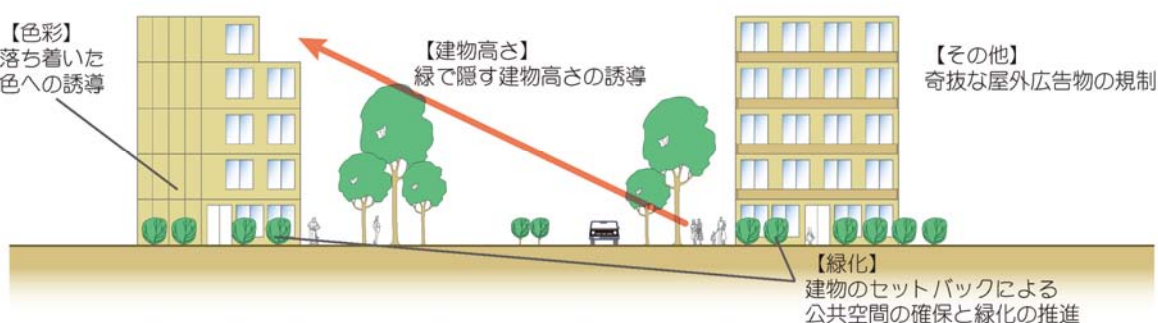 【色彩】
落ち着いた
色への誘導
【建物高さ】
緑で隠す建物高さの誘導
【その他】
奇抜な屋外広告物の規制
【緑化】
建物のセットバックによる
公共空間の確保と緑化の推進